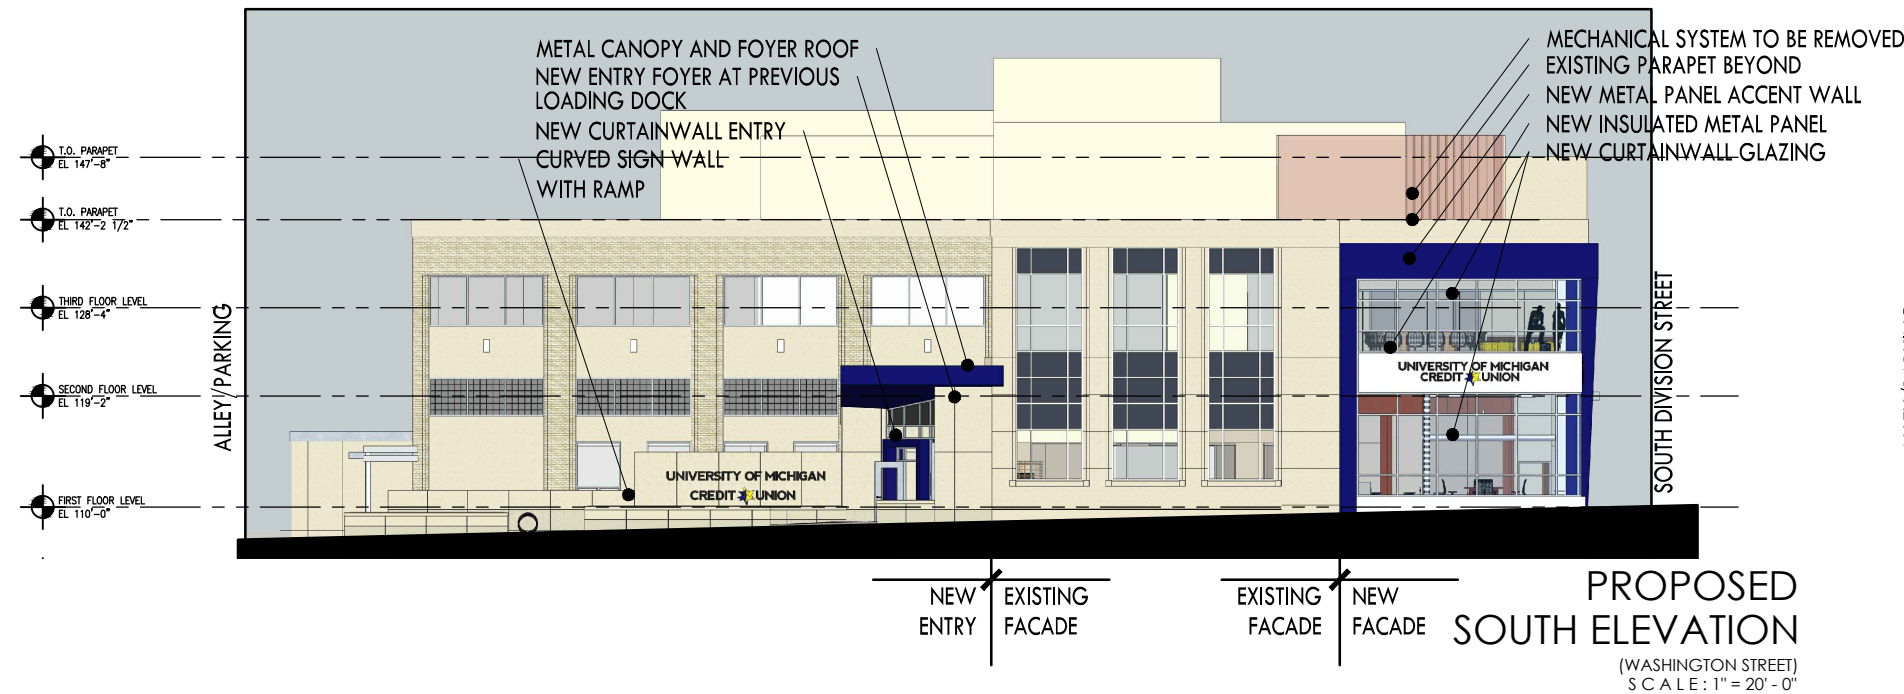 METAL CANOPY AND FOYER ROOF
NEW ENTRY FOYER AT PREVIOUS
LOADING DOCK
NEW CURTAINWALL ENTRY
CURVED SIGN WALL
WITH RAMP
MECHANICAL SYSTEM TO BE REMOVED
EXISTING PARAPET BEYOND
NEW METAL PANEL ACCENT WALL
NEW INSULATED METAL PANEL
NEW CURTAINWALL GLAZING
T.O. PARAPET
EL 147'-8"
T.O. PARAPET
EL 142'-2 1/2"
THIRD FLOOR LEVEL
EL 128'-4"
SECOND FLOOR LEVEL
EL 119'-2"
FIRST FLOOR LEVEL
EL 110'-0"
ALLEY/PARKING
SOUTH DIVISION STREET
UNIVERSITY OF MICHIGAN
CREDIT UNION
UNIVERSITY OF MICHIGAN
CREDIT UNION
NEW
ENTRY
EXISTING
FACADE
EXISTING
FACADE
NEW
FACADE
PROPOSED
SOUTH ELEVATION
(WASHINGTON STREET)
SCALE: 1" = 20' - 0"